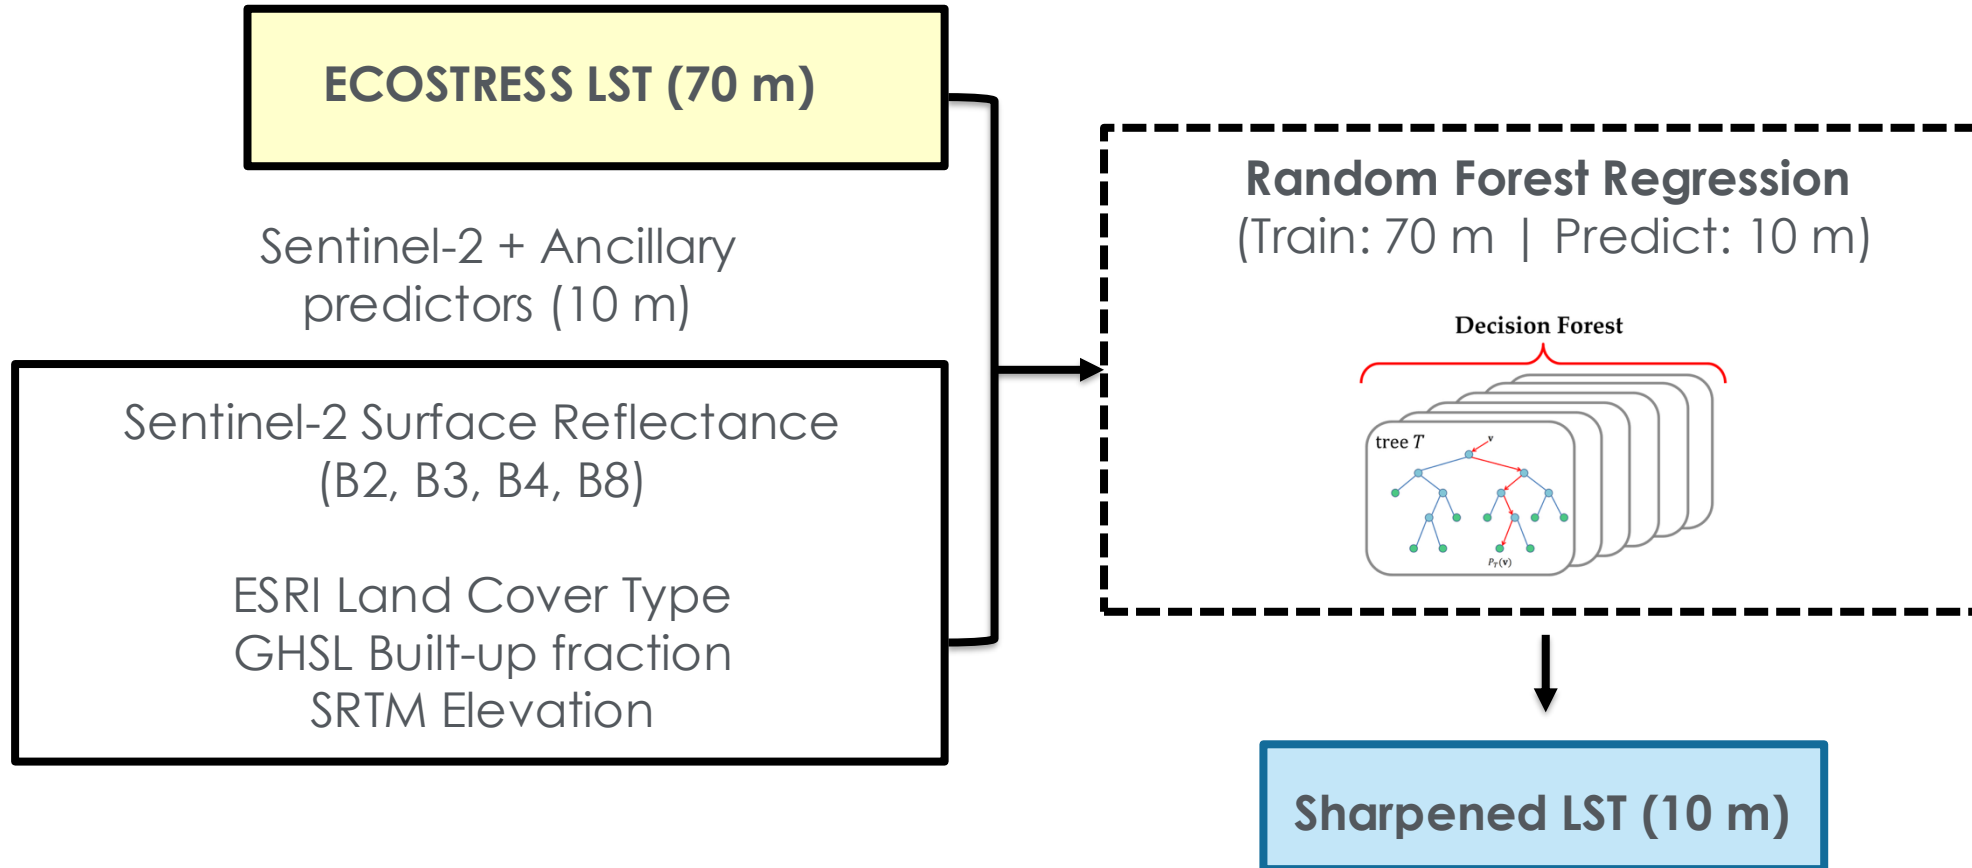 ECOSTRESS LST (70 m)
Sentinel-2 + Ancillary
predictors (10 m)
Sentinel-2 Surface Reflectance
(B2, B3, B4, B8)
ESRI Land Cover Type
GHSL Built-up fraction
SRTM Elevation
Random Forest Regression
(Train: 70 m | Predict: 10 m)
Decision Forest
tree T
v
p_T(v)
Sharpened LST (10 m)